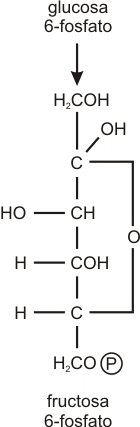 glucosa
6-fosfato
H₂COH
OH
C
HO CH
O
H COH
H C
H₂CO P
fructosa
6-fosfato